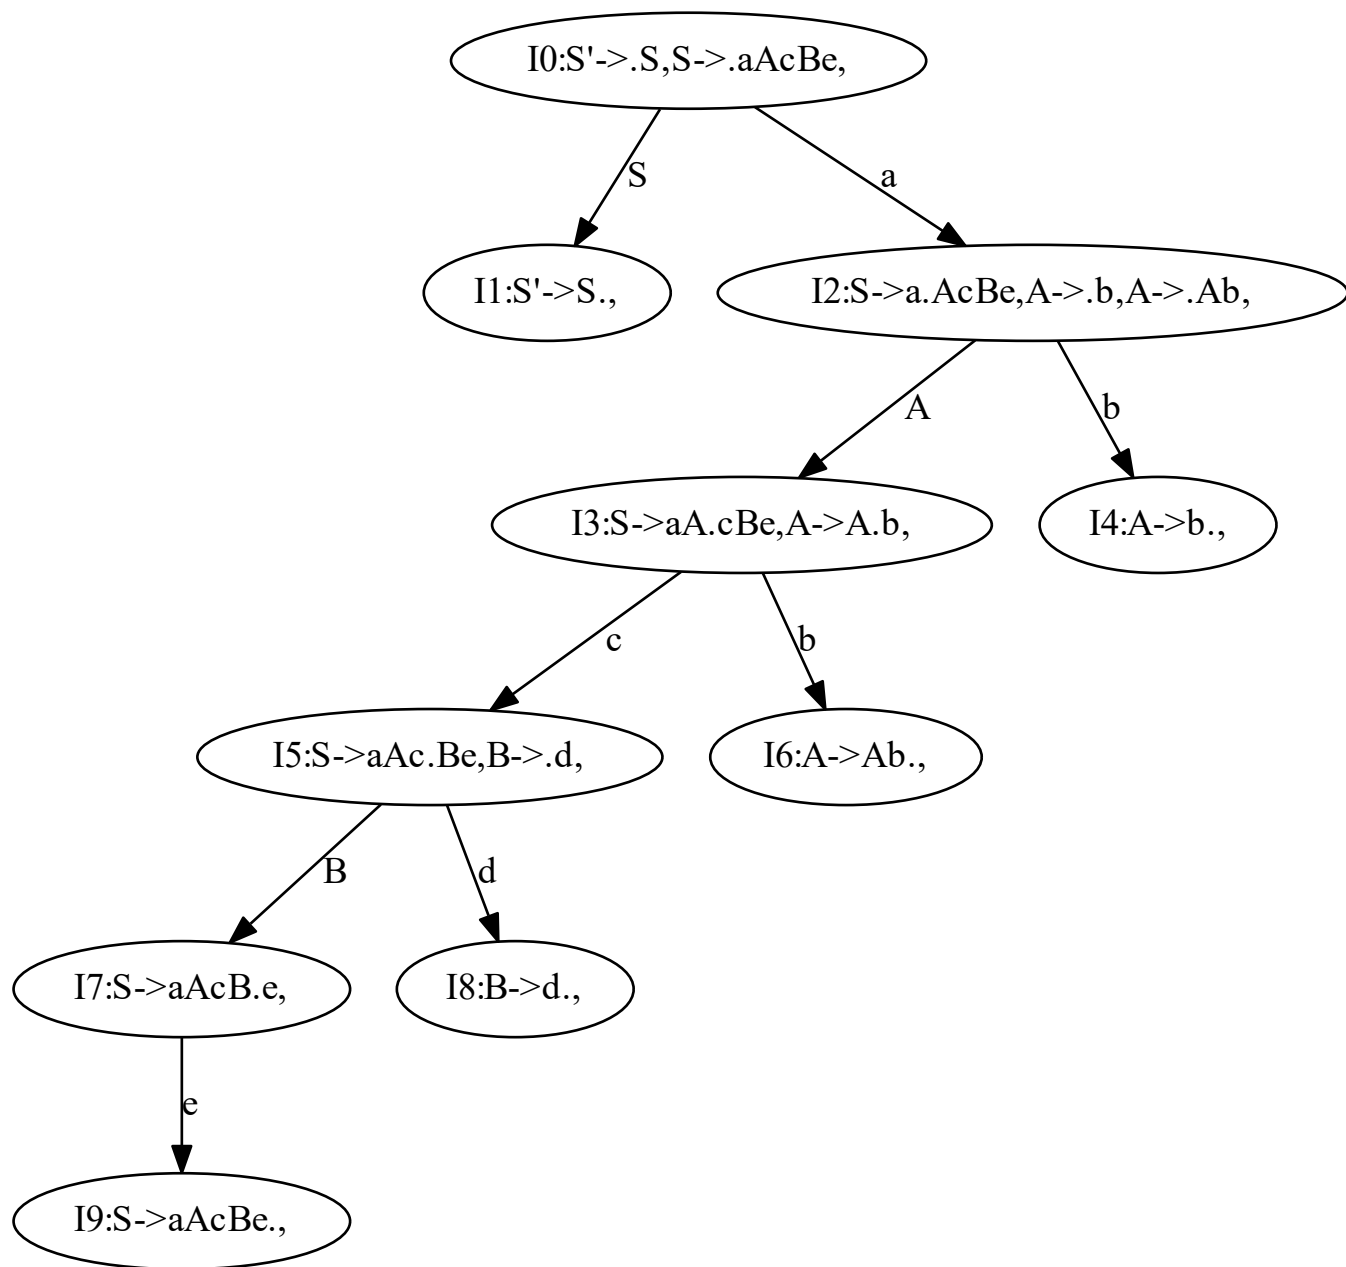 I0:S'->.S,S->.aAcBe,
S
a
I1:S'->S.,
I2:S->a.AcBe,A->.b,A->.Ab,
A
b
I3:S->aA.cBe,A->A.b,
I4:A->b.,
c
b
I5:S->aAc.Be,B->.d,
I6:A->Ab.,
B
d
I7:S->aAcB.e,
I8:B->d.,
e
I9:S->aAcBe.,